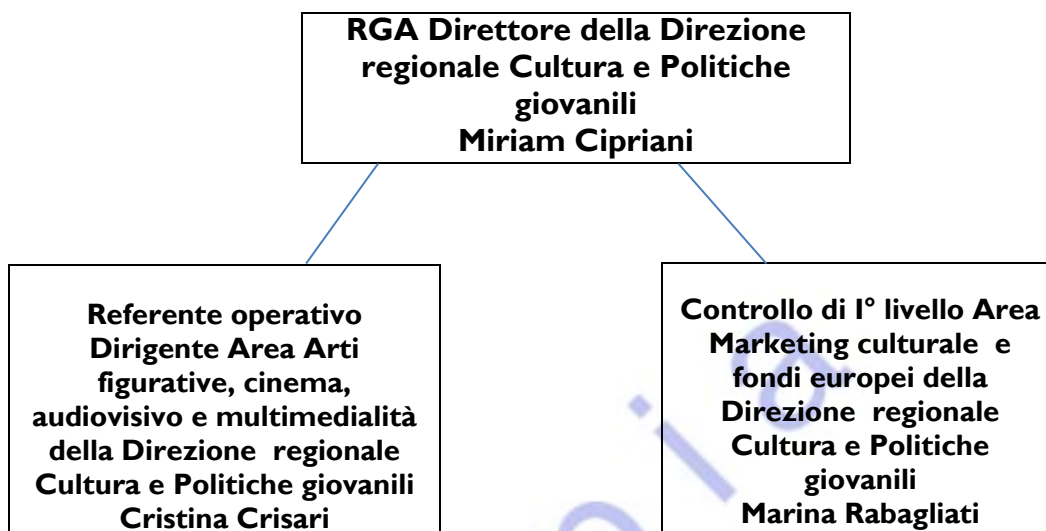 RGA Direttore della Direzione
regionale Cultura e Politiche
giovanili
Miriam Cipriani
Referente operativo
Dirigente Area Arti
figurative, cinema,
audiovisivo e multimedialità
della Direzione regionale
Cultura e Politiche giovanili
Cristina Crisari
Controllo di I° livello Area
Marketing culturale e
fondi europei della
Direzione regionale
Cultura e Politiche
giovanili
Marina Rabagliati
p i a